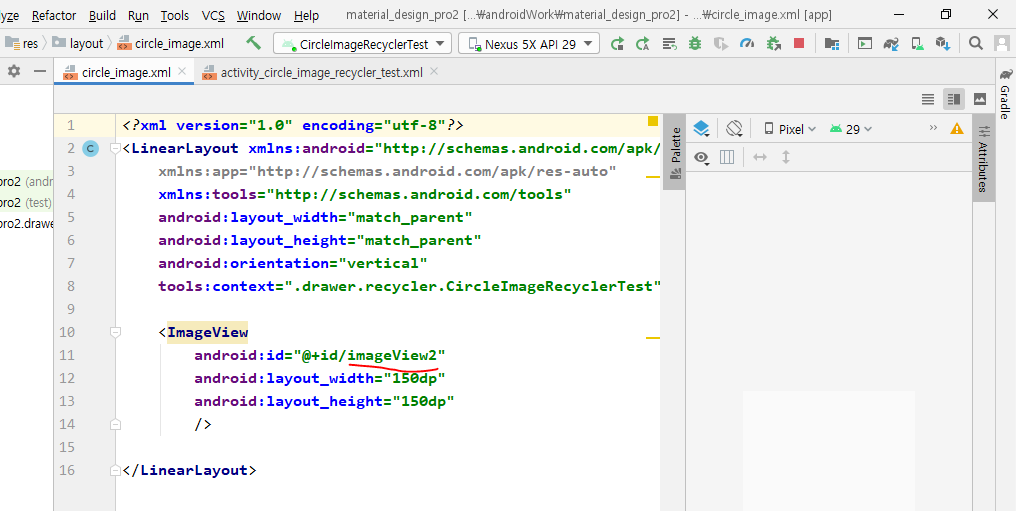 yze Refactor Build Run Tools VCS Window Help material_design_pro2 [...₩androidWork₩material_design_pro2] - ...₩circle_image.xml [app]
res layout circle_image.xml CircleImageRecyclerTest Nexus 5X API 29
circle_image.xml activity_circle_image_recycler_test.xml
Gradle
Palette
Pixel 29
Attributes
pro2 (andr
pro2 (test)
pro2.drawe
1 <?xml version="1.0" encoding="utf-8"?>
2 C <LinearLayout xmlns:android="http://schemas.android.com/apk/
3 xmlns:app="http://schemas.android.com/apk/res-auto"
4 xmlns:tools="http://schemas.android.com/tools"
5 android:layout_width="match_parent"
6 android:layout_height="match_parent"
7 android:orientation="vertical"
8 tools:context=".drawer.recycler.CircleImageRecyclerTest"
9
10 <ImageView
11 android:id="@+id/imageView2"
12 android:layout_width="150dp"
13 android:layout_height="150dp"
14 />
15
16 </LinearLayout>